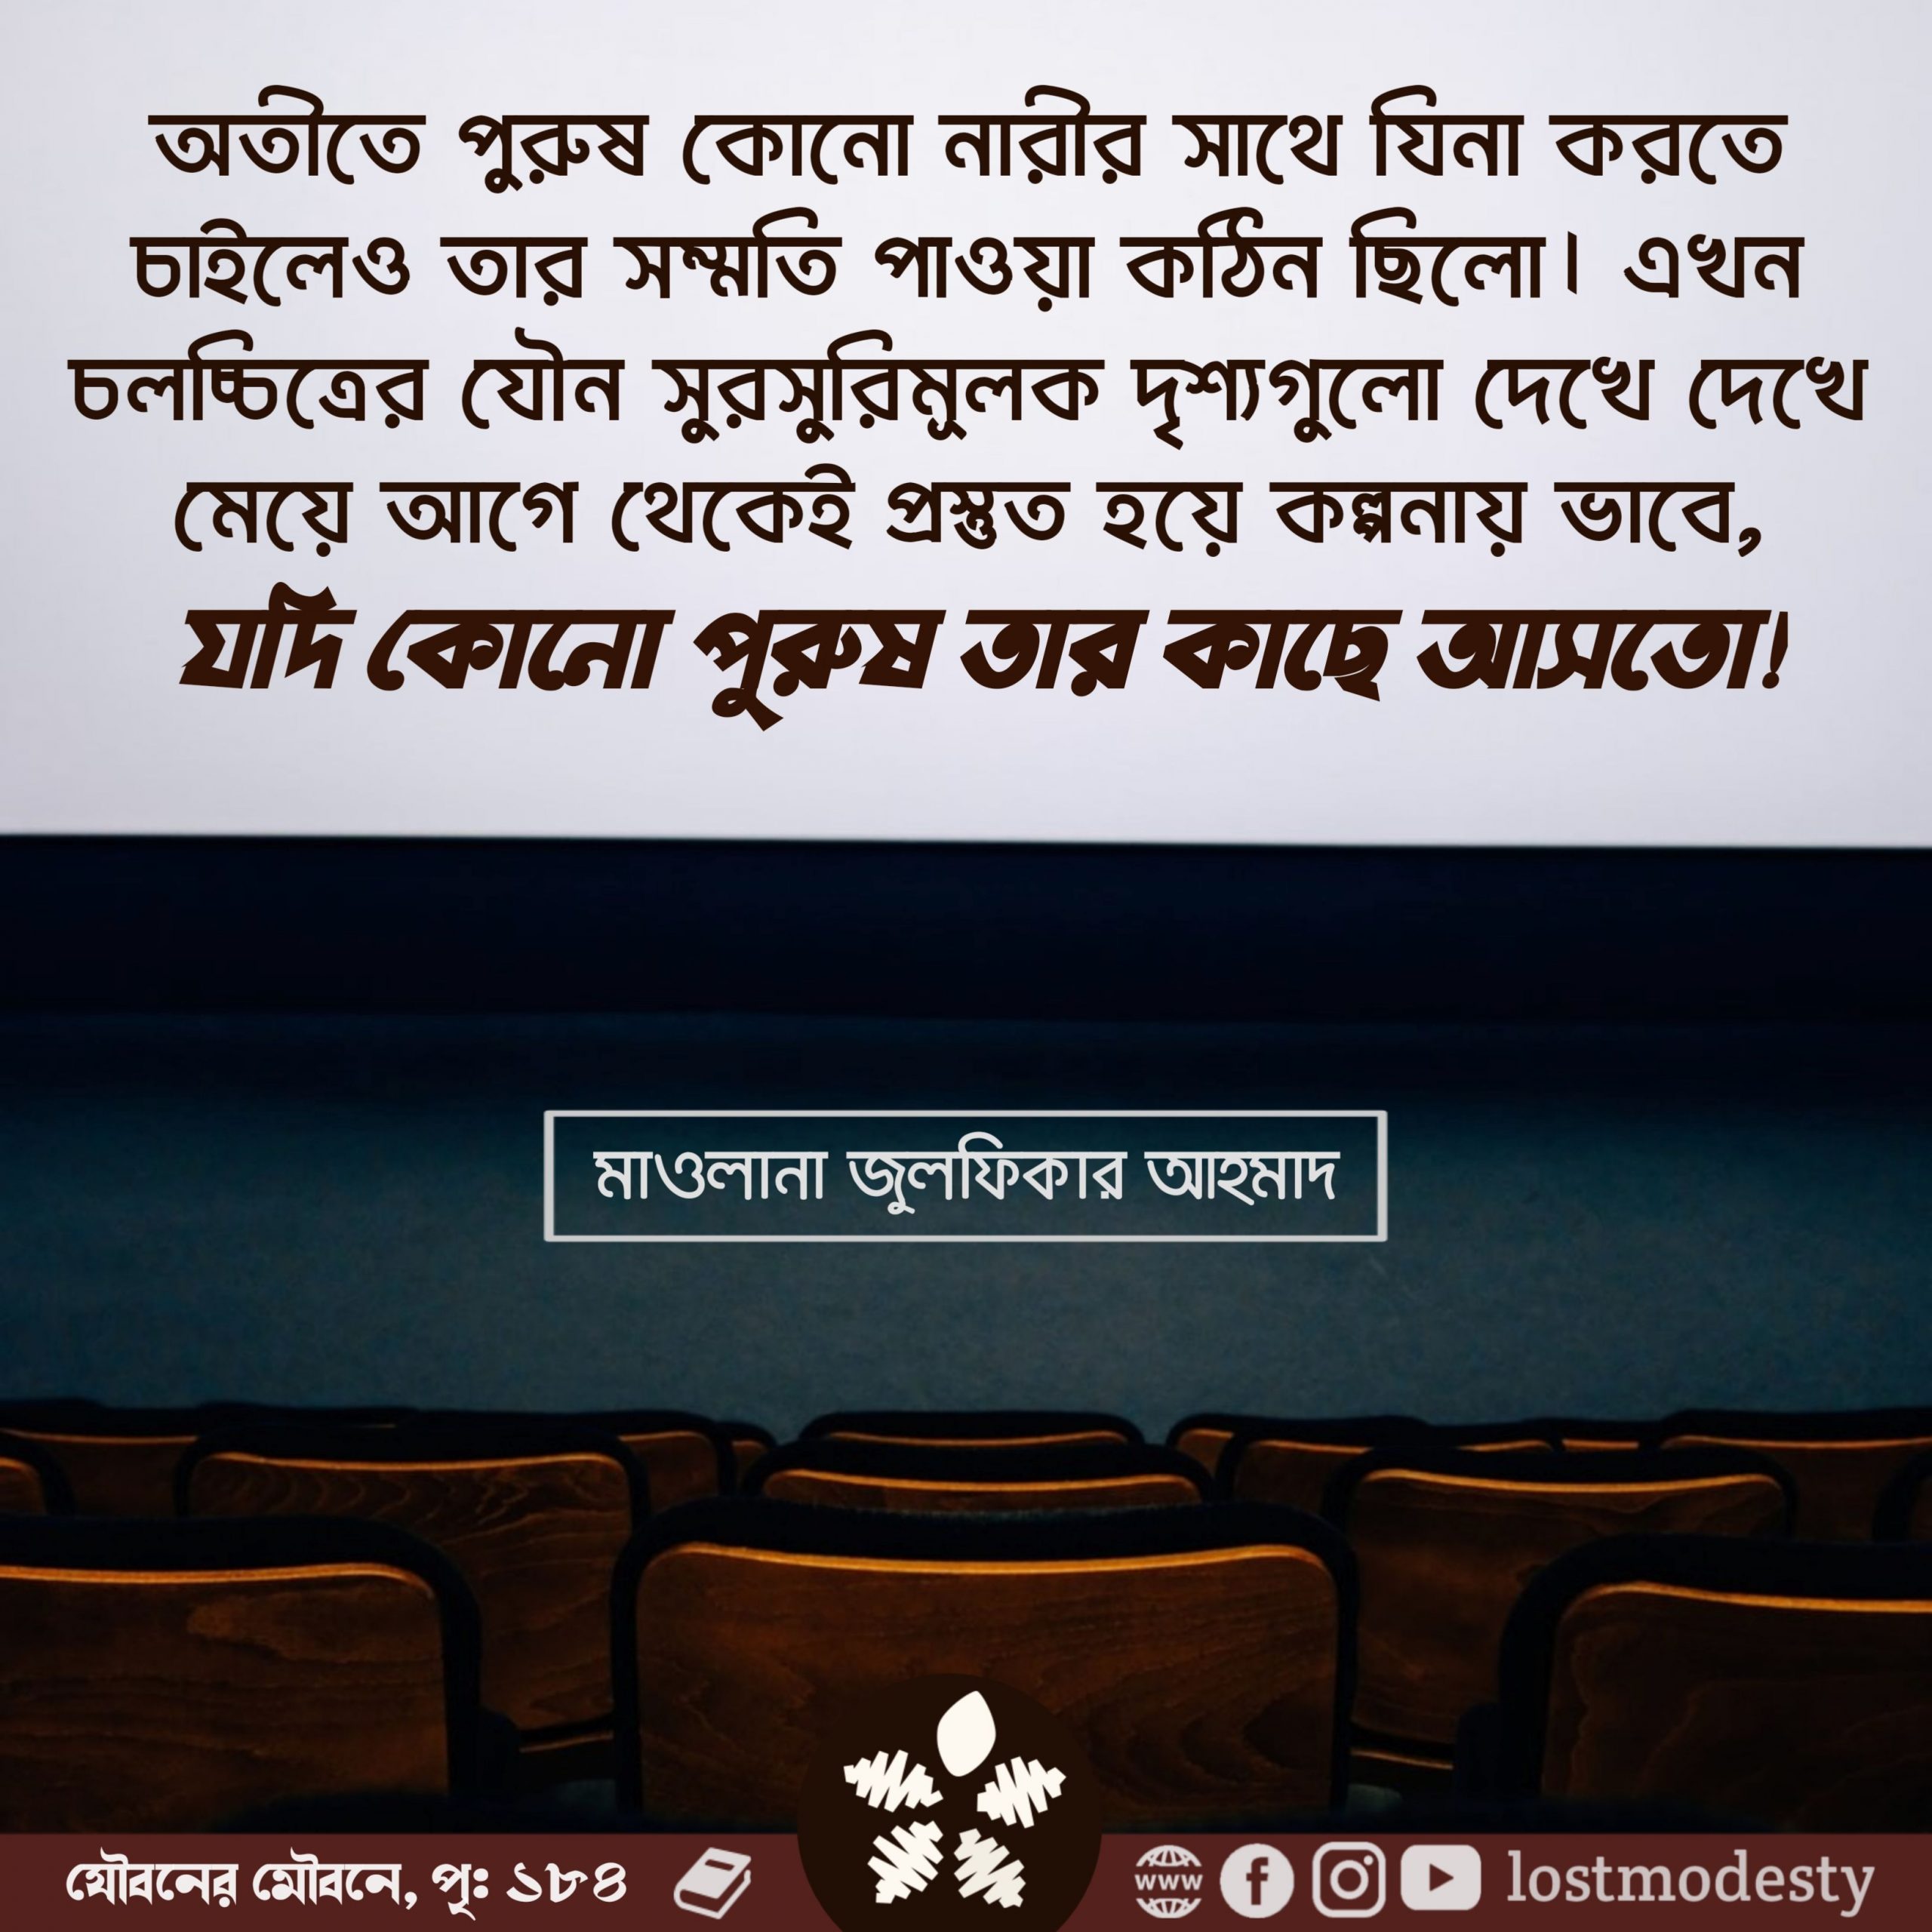 অতীতে পুরুষ কোনো নারীর সাথে যিনা করতে
চাইলেও তার সম্মতি পাওয়া কঠিন ছিলো। এখন
চলচ্চিত্রের যৌন সুরসুরিমূলক দৃশ্যগুলো দেখে দেখে
মেয়ে আগে থেকেই প্রস্তুত হয়ে কল্পনায় ভাবে,
যদি কোনো পুরুষ তার কাছে আসতো!
মাওলানা জুলফিকার আহমাদ
যৌবনের মৌবনে, পৃঃ ১৮৪
www lostmodesty